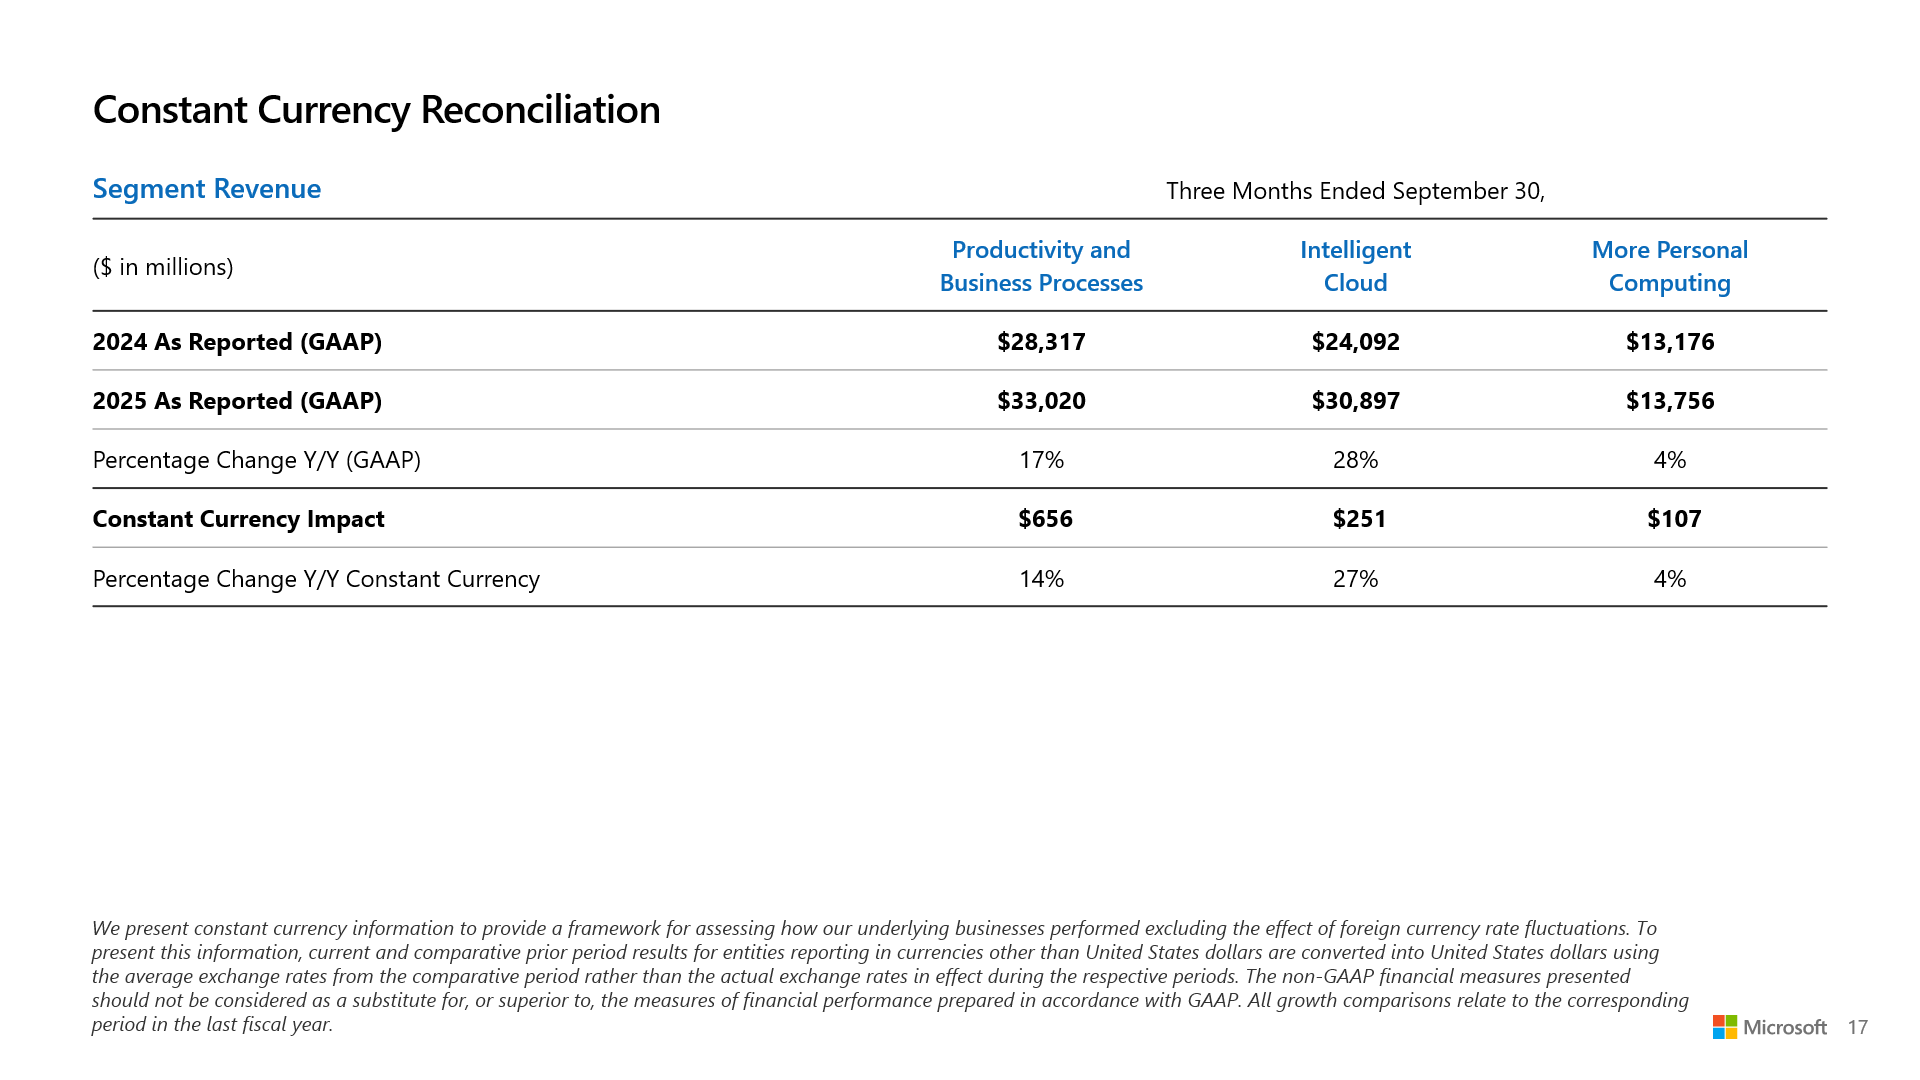 Constant Currency Reconciliation
Segment Revenue Three Months Ended September 30,
($ in millions) Productivity and Business Processes Intelligent Cloud More Personal Computing
2024 As Reported (GAAP) $28,317 $24,092 $13,176
2025 As Reported (GAAP) $33,020 $30,897 $13,756
Percentage Change Y/Y (GAAP) 17% 28% 4%
Constant Currency Impact $656 $251 $107
Percentage Change Y/Y Constant Currency 14% 27% 4%
We present constant currency information to provide a framework for assessing how our underlying businesses performed excluding the effect of foreign currency rate fluctuations. To
present this information, current and comparative prior period results for entities reporting in currencies other than United States dollars are converted into United States dollars using
the average exchange rates from the comparative period rather than the actual exchange rates in effect during the respective periods. The non-GAAP financial measures presented
should not be considered as a substitute for, or superior to, the measures of financial performance prepared in accordance with GAAP. All growth comparisons relate to the corresponding
period in the last fiscal year.
Microsoft 17